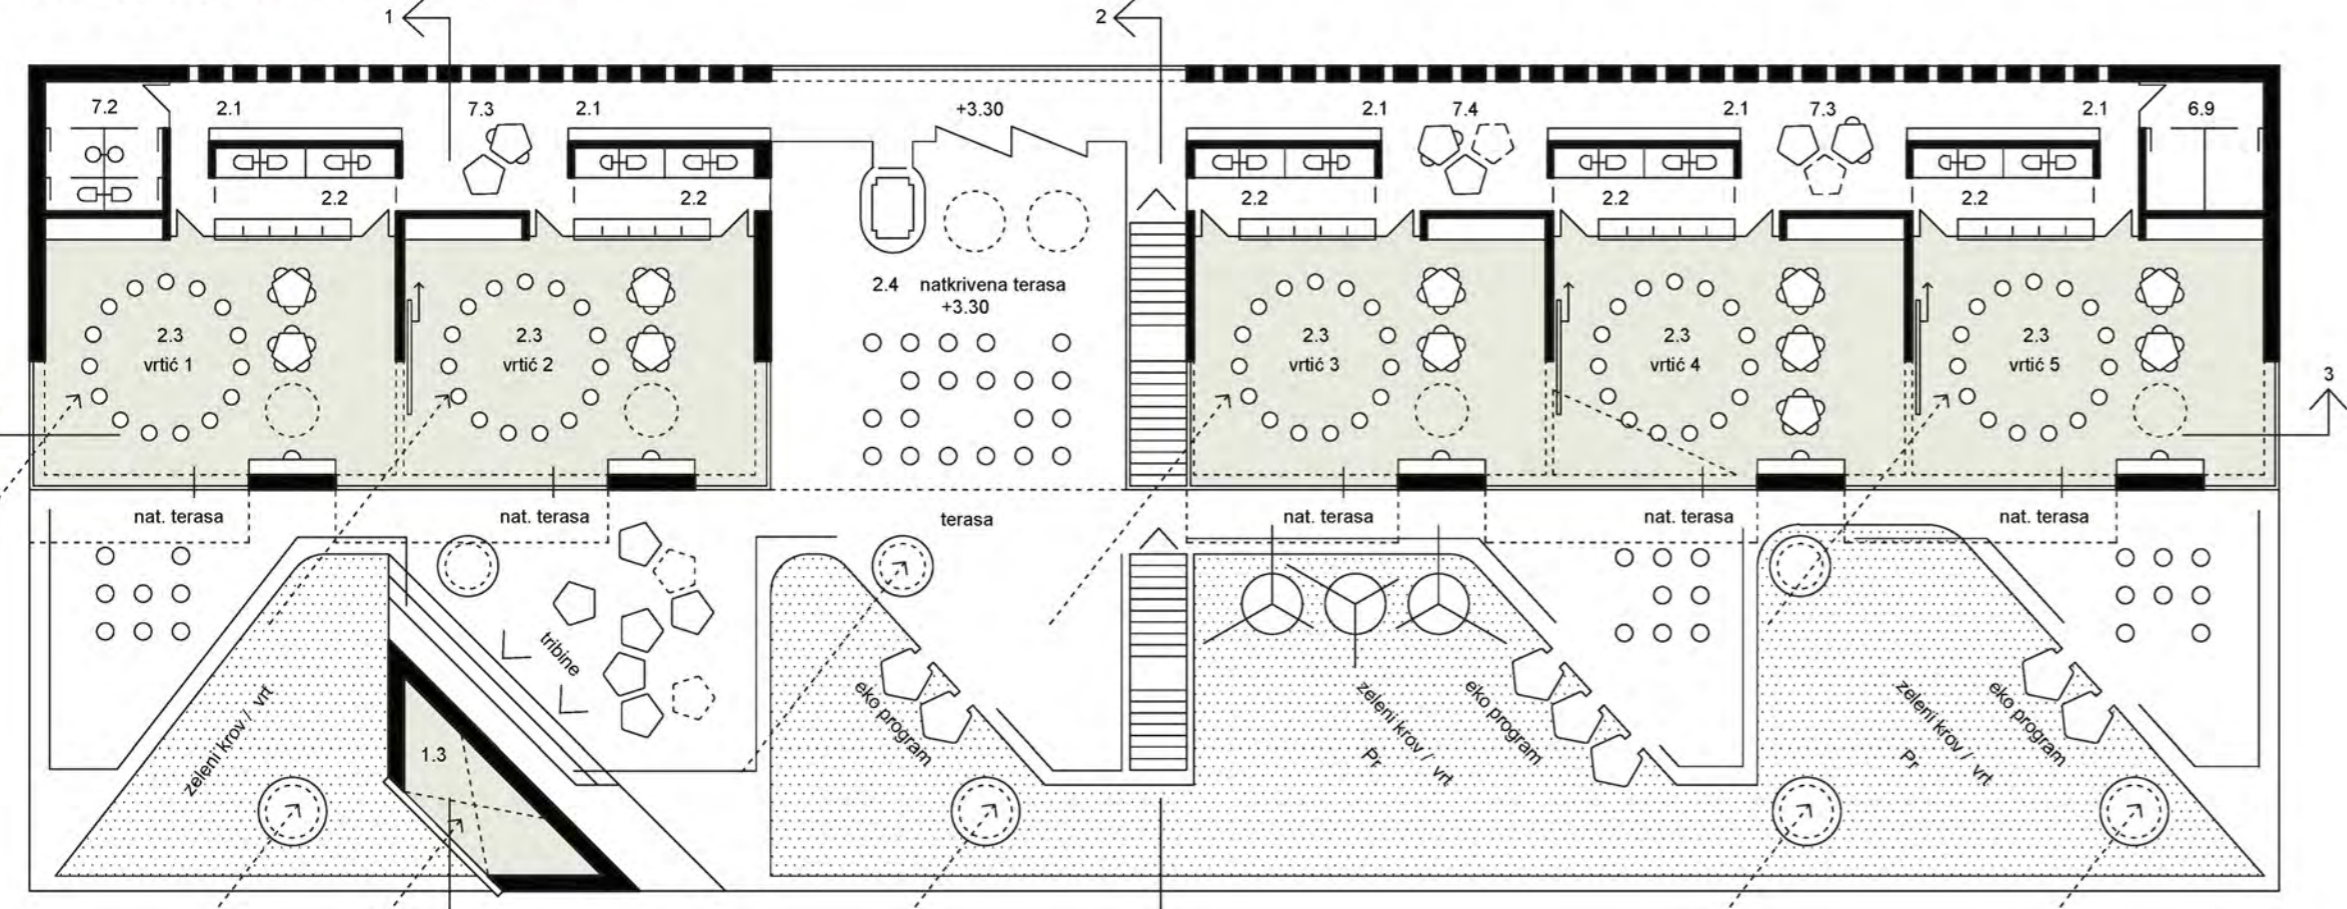 1
2
7.2
2.1
7.3
2.1
+3.30
2.1
7.4
2.1
7.3
2.1
6.9
2.2
2.2
2.2
2.2
2.2
2.4 natkrivena terasa
+3.30
2.3
vrtić 1
2.3
vrtić 2
2.3
vrtić 3
2.3
vrtić 4
2.3
vrtić 5
3
nat. terasa
nat. terasa
terasa
nat. terasa
nat. terasa
nat. terasa
tribine
zeleni krov / vrt
1.3
eko program
zeleni krov / vrt
Pr
eko program
zeleni krov / vrt
Pr
eko program